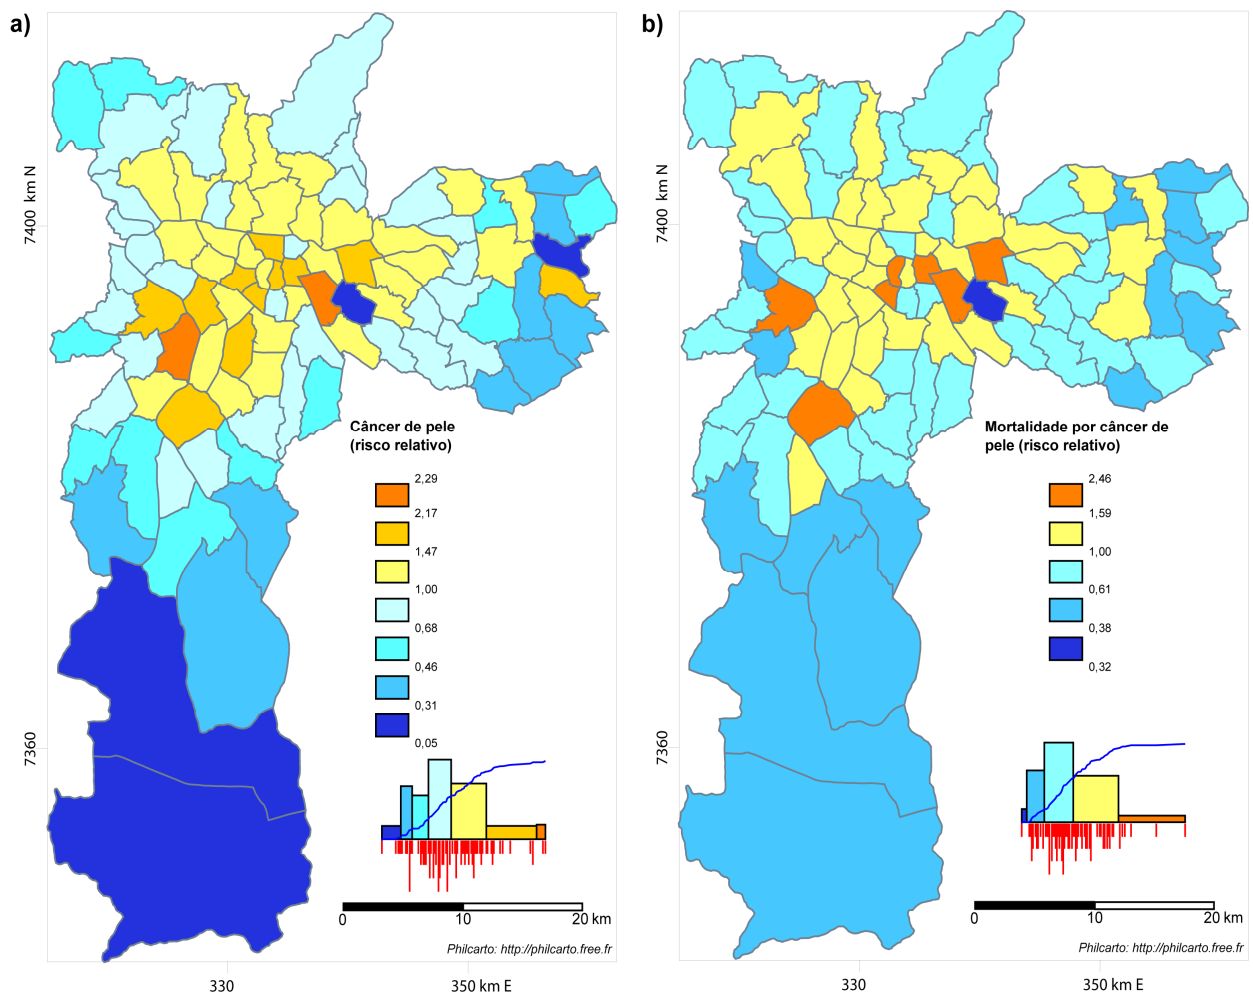 a)
7400 km N
7360
Câncer de pele
(risco relativo)
2,29
2,17
1,47
1,00
0,68
0,46
0,31
0,05
0
10
20 km
Philcarto: http://philcarto.free.fr
330
350 km E
b)
7400 km N
7360
Mortalidade por câncer de
pele (risco relativo)
2,46
1,59
1,00
0,61
0,38
0,32
0
10
20 km
Philcarto: http://philcarto.free.fr
330
350 km E